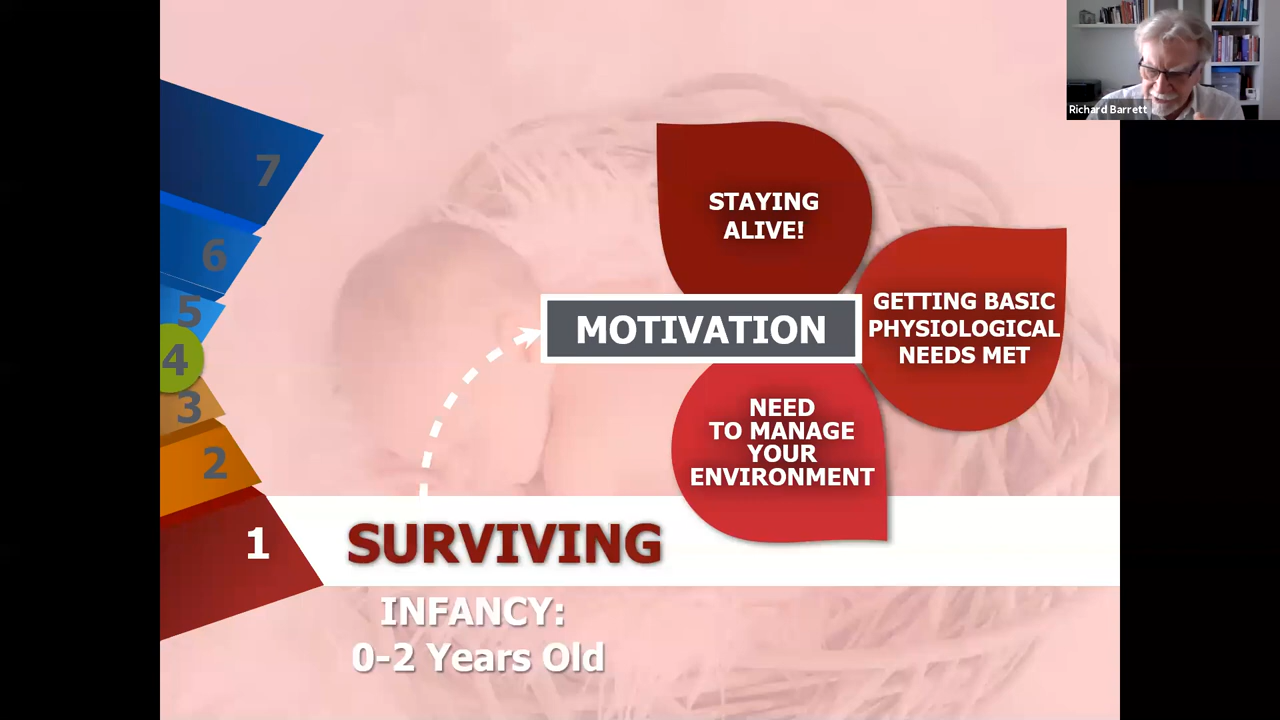 Richard Barrett
7
6
5
4
3
2
1
STAYING
ALIVE!
MOTIVATION
GETTING BASIC
PHYSIOLOGICAL
NEEDS MET
NEED
TO MANAGE
YOUR
ENVIRONMENT
SURVIVING
INFANCY:
0-2 Years Old